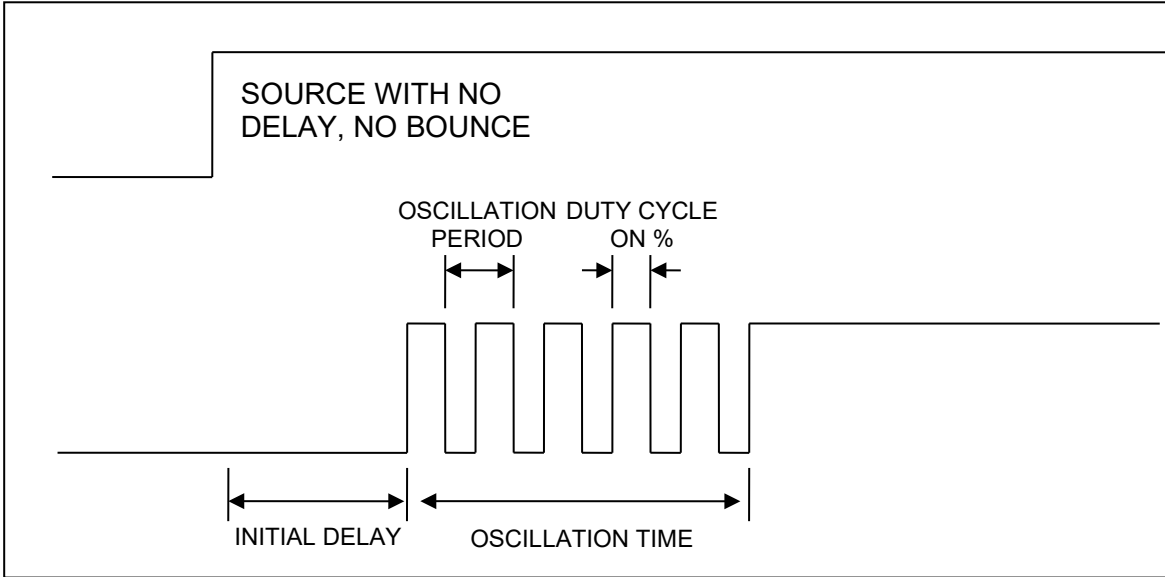 SOURCE WITH NO
DELAY, NO BOUNCE
OSCILLATION
PERIOD
DUTY CYCLE
ON %
INITIAL DELAY
OSCILLATION TIME